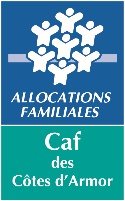 ALLOCATIONS
FAMILIALES
Caf
des
Côtes d'Armor